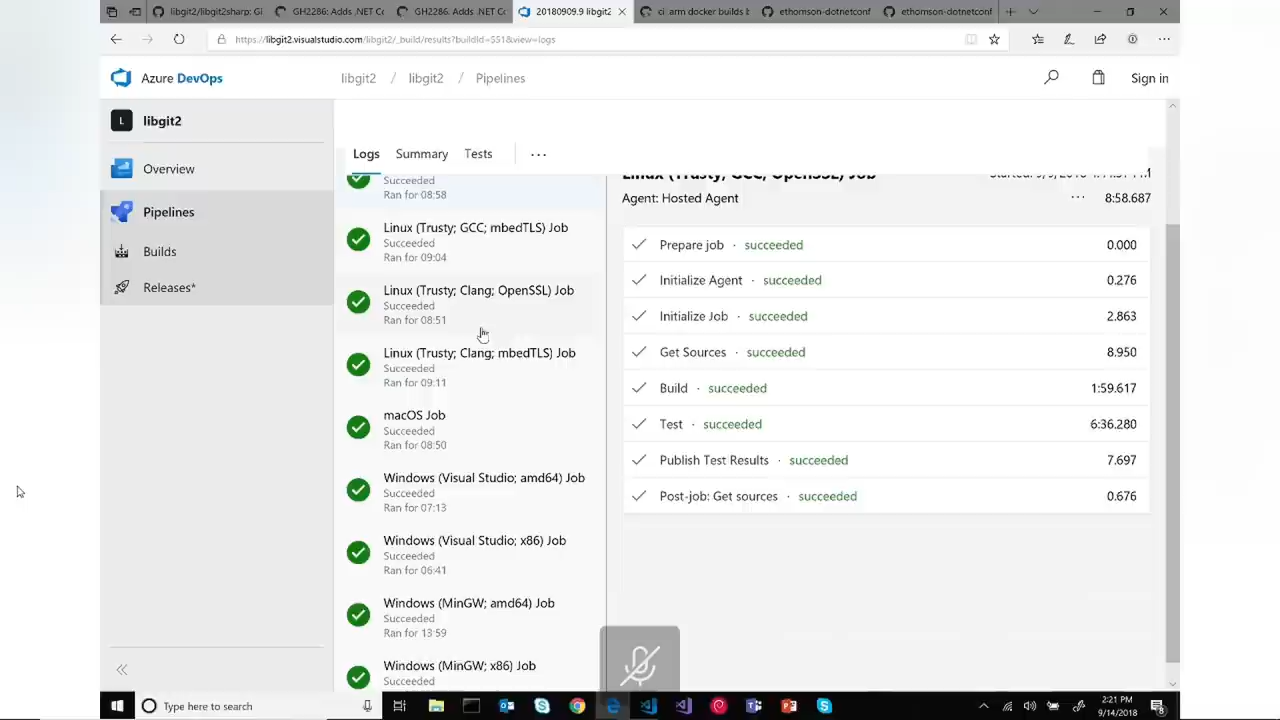 libgit2/libgit2sharp: Gi
GH2286: Adds .NET Co
GH2286: Adds .NET Co
20180909.9 libgit2
ci arm docker builds b
ethomson-dotnetconf
ethomson-dotnetconf
https://libgit2.visualstudio.com/libgit2/_build/results?buildId=551&view=logs
Azure DevOps
libgit2 / libgit2 / Pipelines
Sign in
L libgit2
Overview
Pipelines
Builds
Releases*
Logs Summary Tests ...
Succeeded
Ran for 08:58
Linux (Trusty; GCC; mbedTLS) Job
Succeeded
Ran for 09:04
Linux (Trusty; Clang; OpenSSL) Job
Succeeded
Ran for 08:51
Linux (Trusty; Clang; mbedTLS) Job
Succeeded
Ran for 09:11
macOS Job
Succeeded
Ran for 08:50
Windows (Visual Studio; amd64) Job
Succeeded
Ran for 07:13
Windows (Visual Studio; x86) Job
Succeeded
Ran for 06:41
Windows (MinGW; amd64) Job
Succeeded
Ran for 13:59
Windows (MinGW; x86) Job
Linux (Trusty; GCC; OpenSSL) Job
Agent: Hosted Agent ... 8:58.687
Prepare job · succeeded 0.000
Initialize Agent · succeeded 0.276
Initialize Job · succeeded 2.863
Get Sources · succeeded 8.950
Build · succeeded 1:59.617
Test · succeeded 6:36.280
Publish Test Results · succeeded 7.697
Post-job: Get sources · succeeded 0.676
Type here to search
2:21 PM
9/14/2018